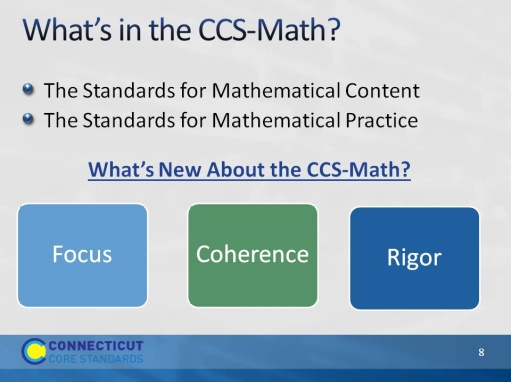 What's in the CCS-Math?
The Standards for Mathematical Content
The Standards for Mathematical Practice
What's New About the CCS-Math?
Focus
Coherence
Rigor
CONNECTICUT
CORE STANDARDS
8